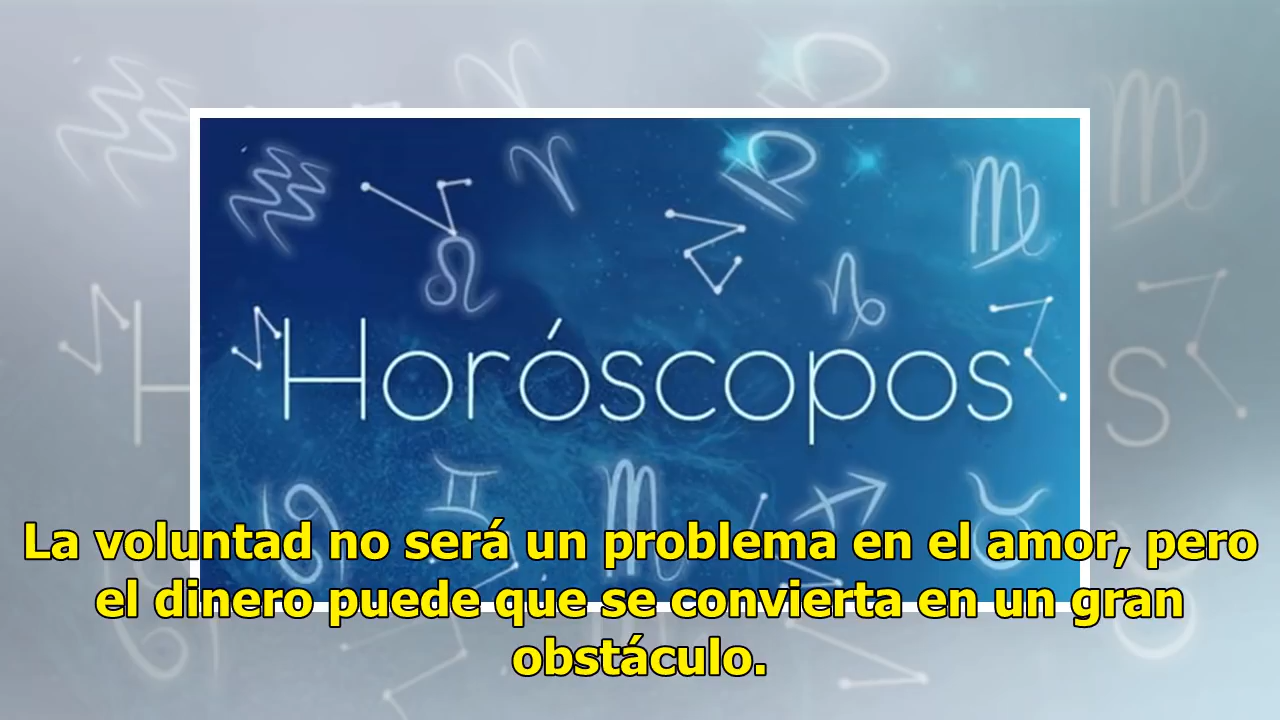 Horóscopos
La voluntad no será un problema en el amor, pero
el dinero puede que se convierta en un gran
obstáculo.